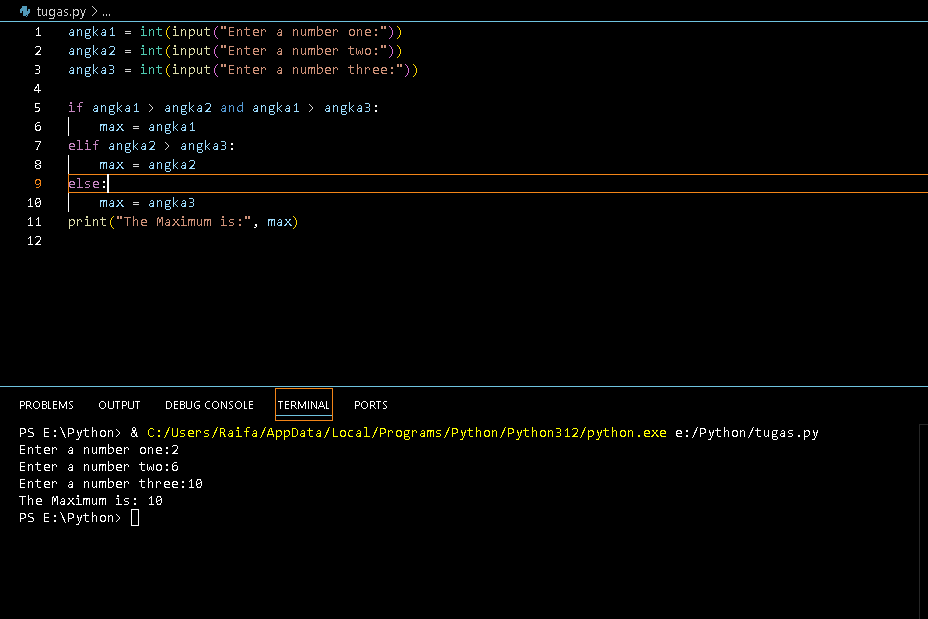 tugas.py > ...
1 angka1 = int(input("Enter a number one:"))
2 angka2 = int(input("Enter a number two:"))
3 angka3 = int(input("Enter a number three:"))
4
5 if angka1 > angka2 and angka1 > angka3:
6     max = angka1
7 elif angka2 > angka3:
8     max = angka2
9 else:
10     max = angka3
11 print("The Maximum is:", max)
12
PROBLEMS OUTPUT DEBUG CONSOLE TERMINAL PORTS
PS E:\Python> & C:/Users/Raifa/AppData/Local/Programs/Python/Python312/python.exe e:/Python/tugas.py
Enter a number one:2
Enter a number two:6
Enter a number three:10
The Maximum is: 10
PS E:\Python>